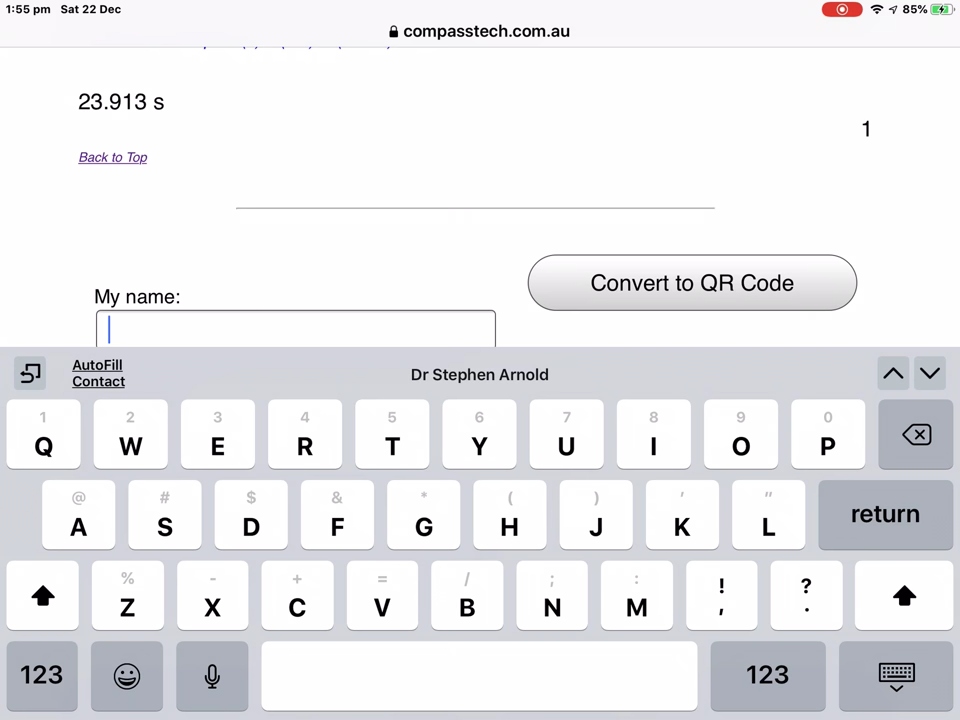 1:55 pm Sat 22 Dec 85%
compasstech.com.au
23.913 s
1
Back to Top
Convert to QR Code
My name:
AutoFill
Contact
Dr Stephen Arnold
1 2 3 4 5 6 7 8 9 0
Q W E R T Y U I O P
@ # $ & * ( ) ' "
A S D F G H J K L return
% - + = / ; : ! ?
Z X C V B N M , .
123 123